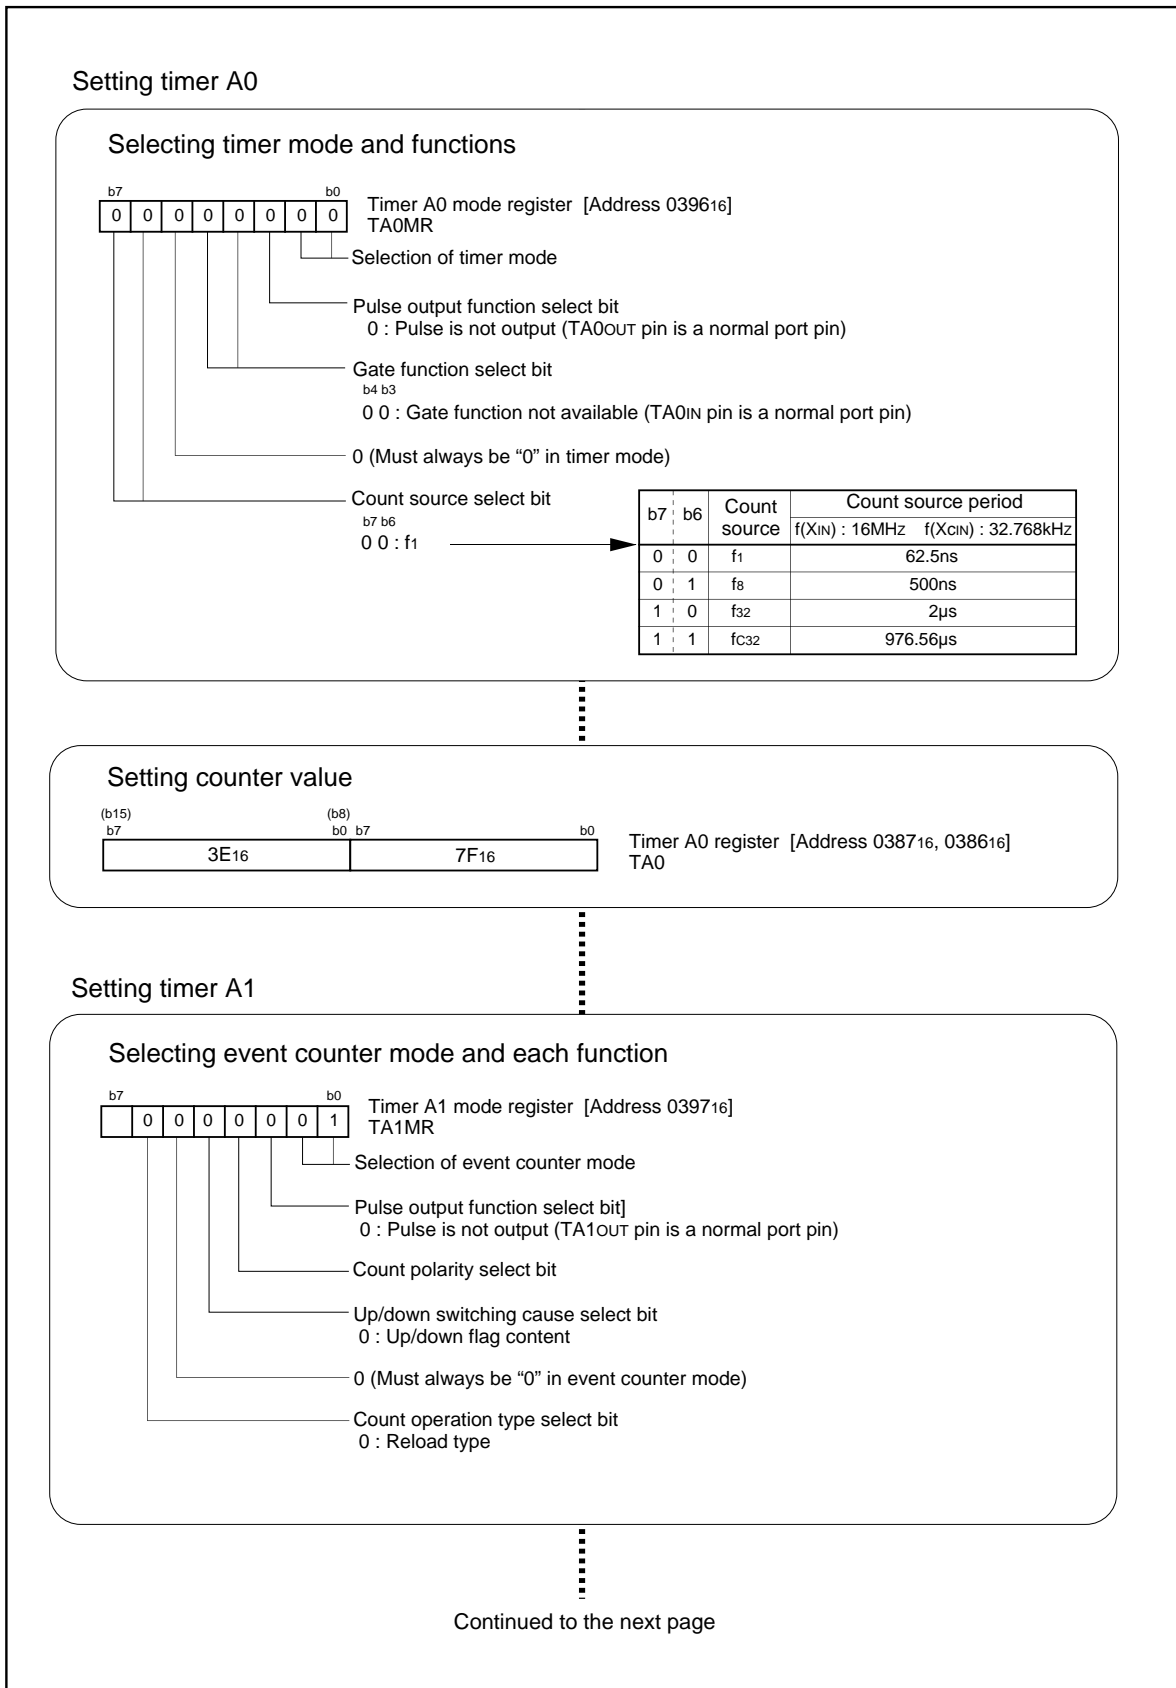 Setting timer A0
Selecting timer mode and functions
b7 b0
0 0 0 0 0 0 0 0
Timer A0 mode register [Address 039616]
TA0MR
Selection of timer mode
Pulse output function select bit
0 : Pulse is not output (TA0OUT pin is a normal port pin)
Gate function select bit
b4 b3
0 0 : Gate function not available (TA0IN pin is a normal port pin)
0 (Must always be “0” in timer mode)
Count source select bit
b7 b6
0 0 : f1
b7 b6 Count source Count source period
f(XIN) : 16MHZ f(XCIN) : 32.768kHZ
0 0 f1 62.5ns
0 1 f8 500ns
1 0 f32 2µs
1 1 fC32 976.56µs
Setting counter value
(b15) (b8)
b7 b0 b7 b0
3E16 7F16
Timer A0 register [Address 038716, 038616]
TA0
Setting timer A1
Selecting event counter mode and each function
b7 b0
0 0 0 0 0 0 1
Timer A1 mode register [Address 039716]
TA1MR
Selection of event counter mode
Pulse output function select bit]
0 : Pulse is not output (TA1OUT pin is a normal port pin)
Count polarity select bit
Up/down switching cause select bit
0 : Up/down flag content
0 (Must always be “0” in event counter mode)
Count operation type select bit
0 : Reload type
Continued to the next page